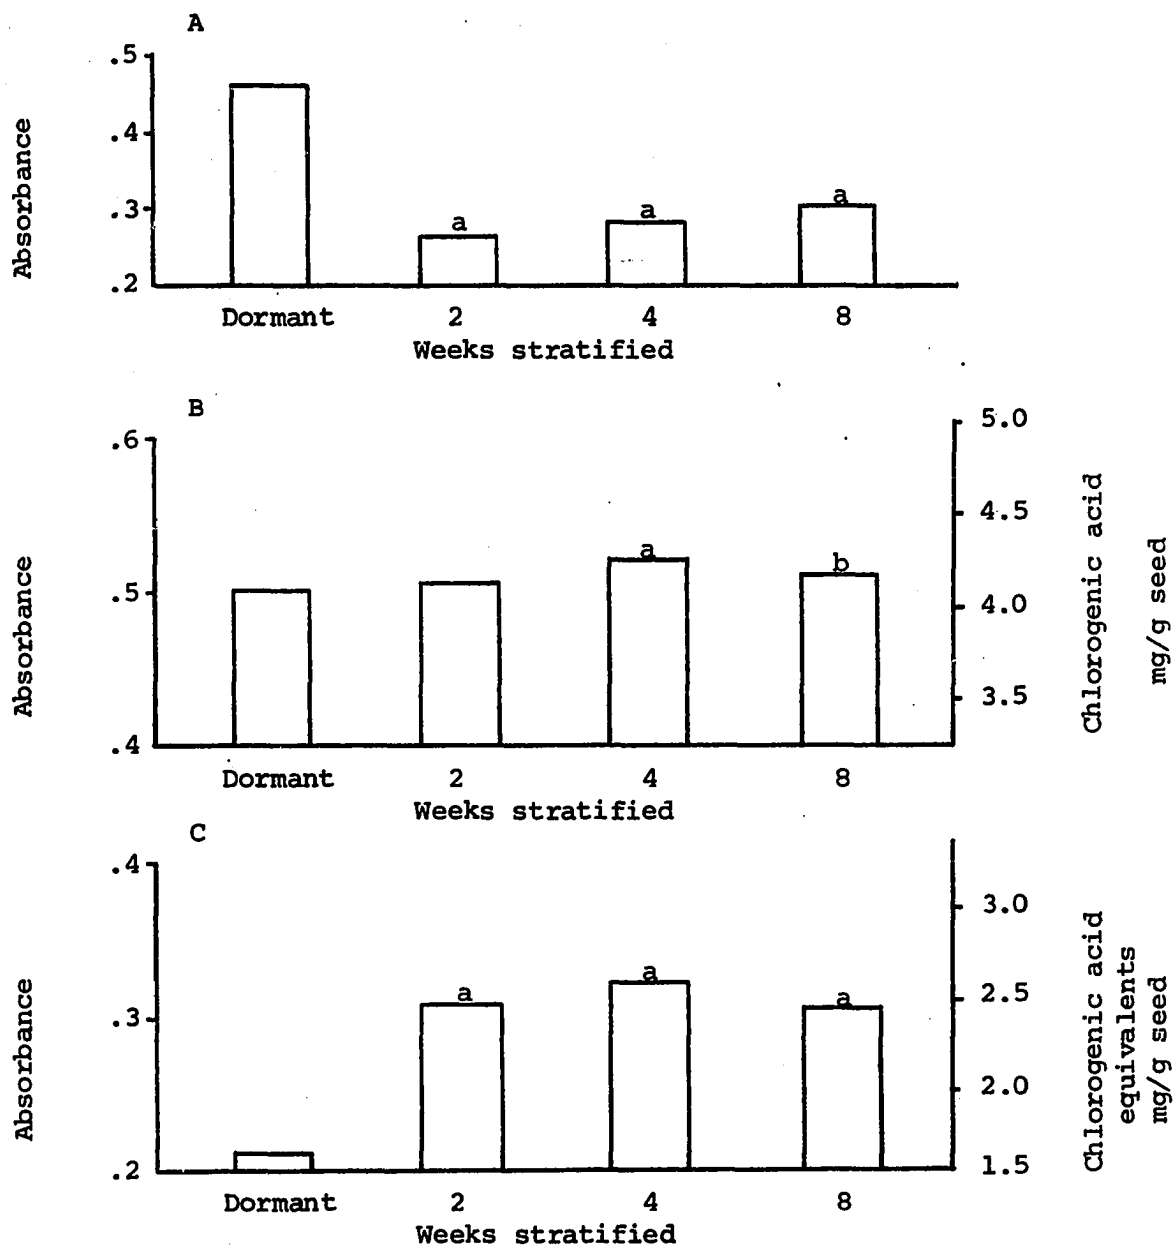 A
.5
.4
.3
.2
Absorbance
a
a
a
Dormant 2 4 8
Weeks stratified
B
.6
.5
.4
Absorbance
a
b
5.0
4.5
4.0
3.5
Chlorogenic acid
mg/g seed
Dormant 2 4 8
Weeks stratified
C
.4
.3
.2
Absorbance
a
a
a
3.0
2.5
2.0
1.5
Chlorogenic acid
equivalents
mg/g seed
Dormant 2 4 8
Weeks stratified